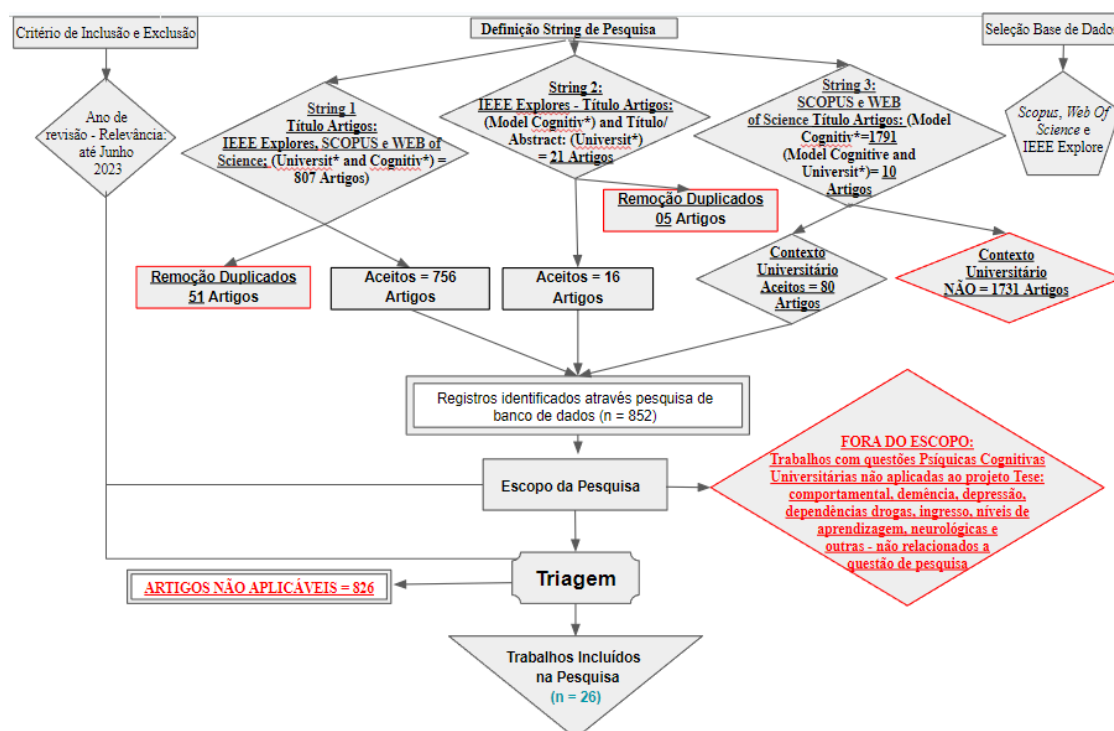 Critério de Inclusão e Exclusão
Definição String de Pesquisa
Seleção Base de Dados
Ano de
revisão - Relevância:
até Junho
2023
String 1
Título Artigos:
IEEE Explores, SCOPUS e WEB of
Science; (Universit* and Cognitiv*) =
807 Artigos)
String 2:
IEEE Explores - Título Artigos:
(Model Cognitiv*) and Título/
Abstract: (Universit*)
= 21 Artigos
String 3:
SCOPUS e WEB
of Science Título Artigos: (Model
Cognitiv*=1791
(Model Cognitive and
Universit*)= 10
Artigos
Scopus, Web Of
Science e
IEEE Explore
Remoção Duplicados
05 Artigos
Remoção Duplicados
51 Artigos
Aceitos = 756
Artigos
Aceitos = 16
Artigos
Contexto
Universitário
Aceitos = 80
Artigos
Contexto
Universitário
NÃO = 1731 Artigos
Registros identificados através pesquisa de
banco de dados (n = 852)
Escopo da Pesquisa
FORA DO ESCOPO:
Trabalhos com questões Psíquicas Cognitivas
Universitárias não aplicadas ao projeto Tese:
comportamental, demência, depressão,
dependências drogas, ingresso, níveis de
aprendizagem, neurológicas e
outras - não relacionados a
questão de pesquisa
Triagem
ARTIGOS NÃO APLICÁVEIS = 826
Trabalhos Incluídos
na Pesquisa
(n = 26)